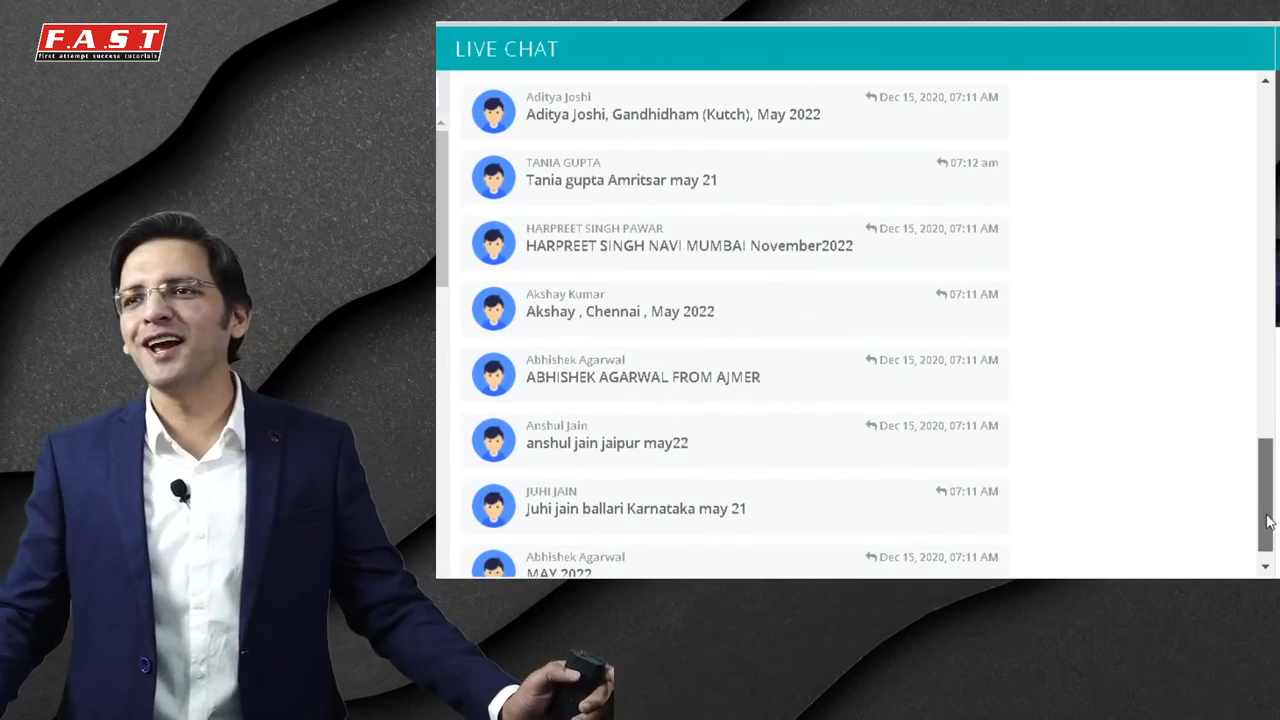 F.A.S.T
first attempt success tutorials
LIVE CHAT
Aditya Joshi
Dec 15, 2020, 07:11 AM
Aditya Joshi, Gandhidham (Kutch), May 2022
TANIA GUPTA
07:12 am
Tania gupta Amritsar may 21
HARPREET SINGH PAWAR
Dec 15, 2020, 07:11 AM
HARPREET SINGH NAVI MUMBAI November2022
Akshay Kumar
07:11 AM
Akshay , Chennai , May 2022
Abhishek Agarwal
Dec 15, 2020, 07:11 AM
ABHISHEK AGARWAL FROM AJMER
Anshul Jain
Dec 15, 2020, 07:11 AM
anshul jain jaipur may22
JUHI JAIN
07:11 AM
Juhi jain ballari Karnataka may 21
Abhishek Agarwal
Dec 15, 2020, 07:11 AM
MAY 2022